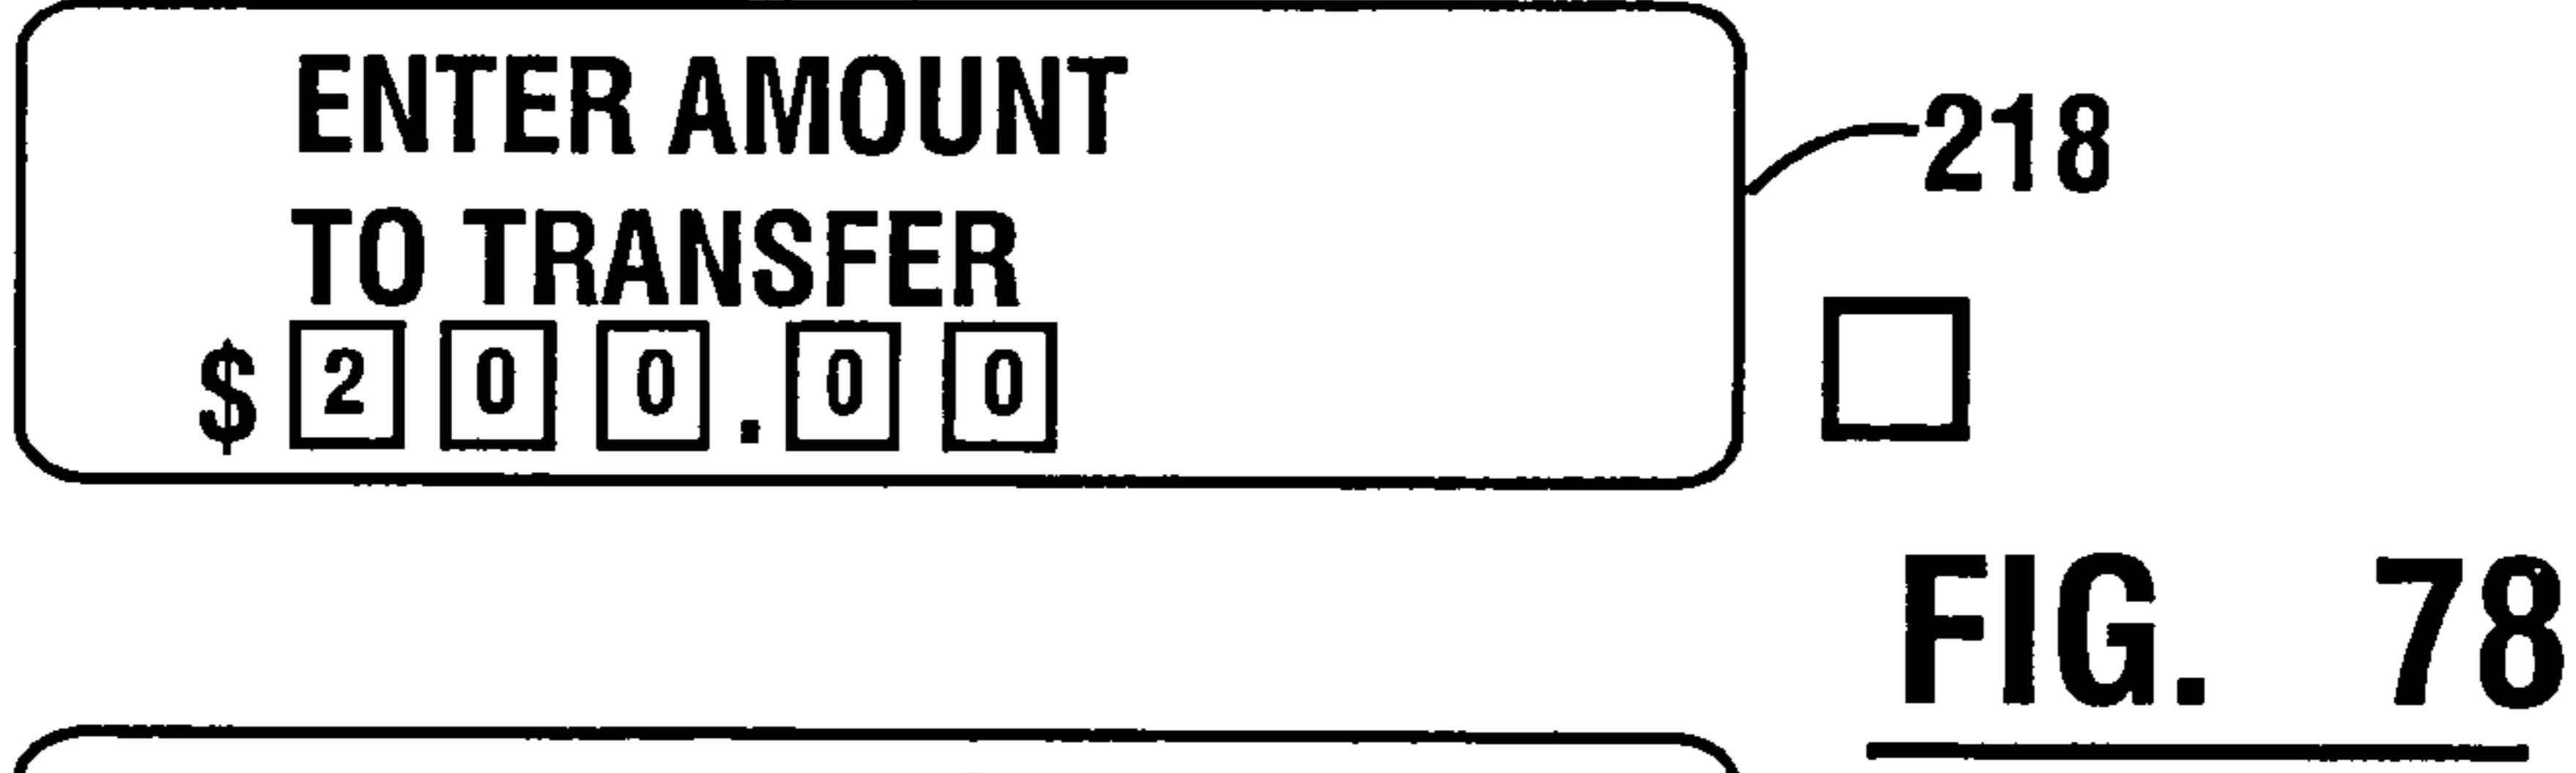 ENTER AMOUNT
TO TRANSFER
$ 2 0 0 . 0 0
218
FIG. 78